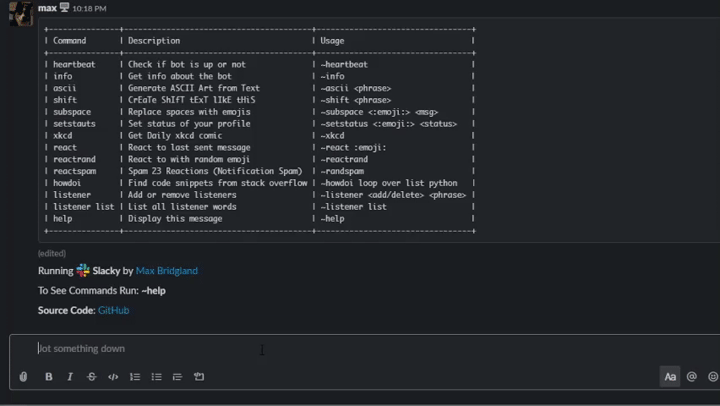 max 10:18 PM
+--------------+--------------------------------------+------------------------------+
| Command | Description | Usage |
+--------------+--------------------------------------+------------------------------+
| heartbeat | Check if bot is up or not | ~heartbeat |
| info | Get info about the bot | ~info |
| ascii | Generate ASCII Art from Text | ~ascii <phrase> |
| shift | CrEaTe ShIfT tExT lIkE tHiS | ~shift <phrase> |
| subspace | Replace spaces with emojis | ~subspace <:emoji:> <msg> |
| setstauts | Set status of your profile | ~setstatus <:emoji:> <status> |
| xkcd | Get Daily xkcd comic | ~xkcd |
| react | React to last sent message | ~react :emoji: |
| reactrand | React to with random emoji | ~reactrand |
| reactspam | Spam 23 Reactions (Notification Spam) | ~randspam |
| howdoi | Find code snippets from stack overflow | ~howdoi loop over list python |
| listener | Add or remove listeners | ~listener <add/delete> <phrase> |
| listener list | List all listener words | ~listener list |
| help | Display this message | ~help |
+--------------+--------------------------------------+------------------------------+
(edited)
Running Slacky by Max Bridgland
To See Commands Run: ~help
Source Code: GitHub
Jot something down
B I S </> Aa @